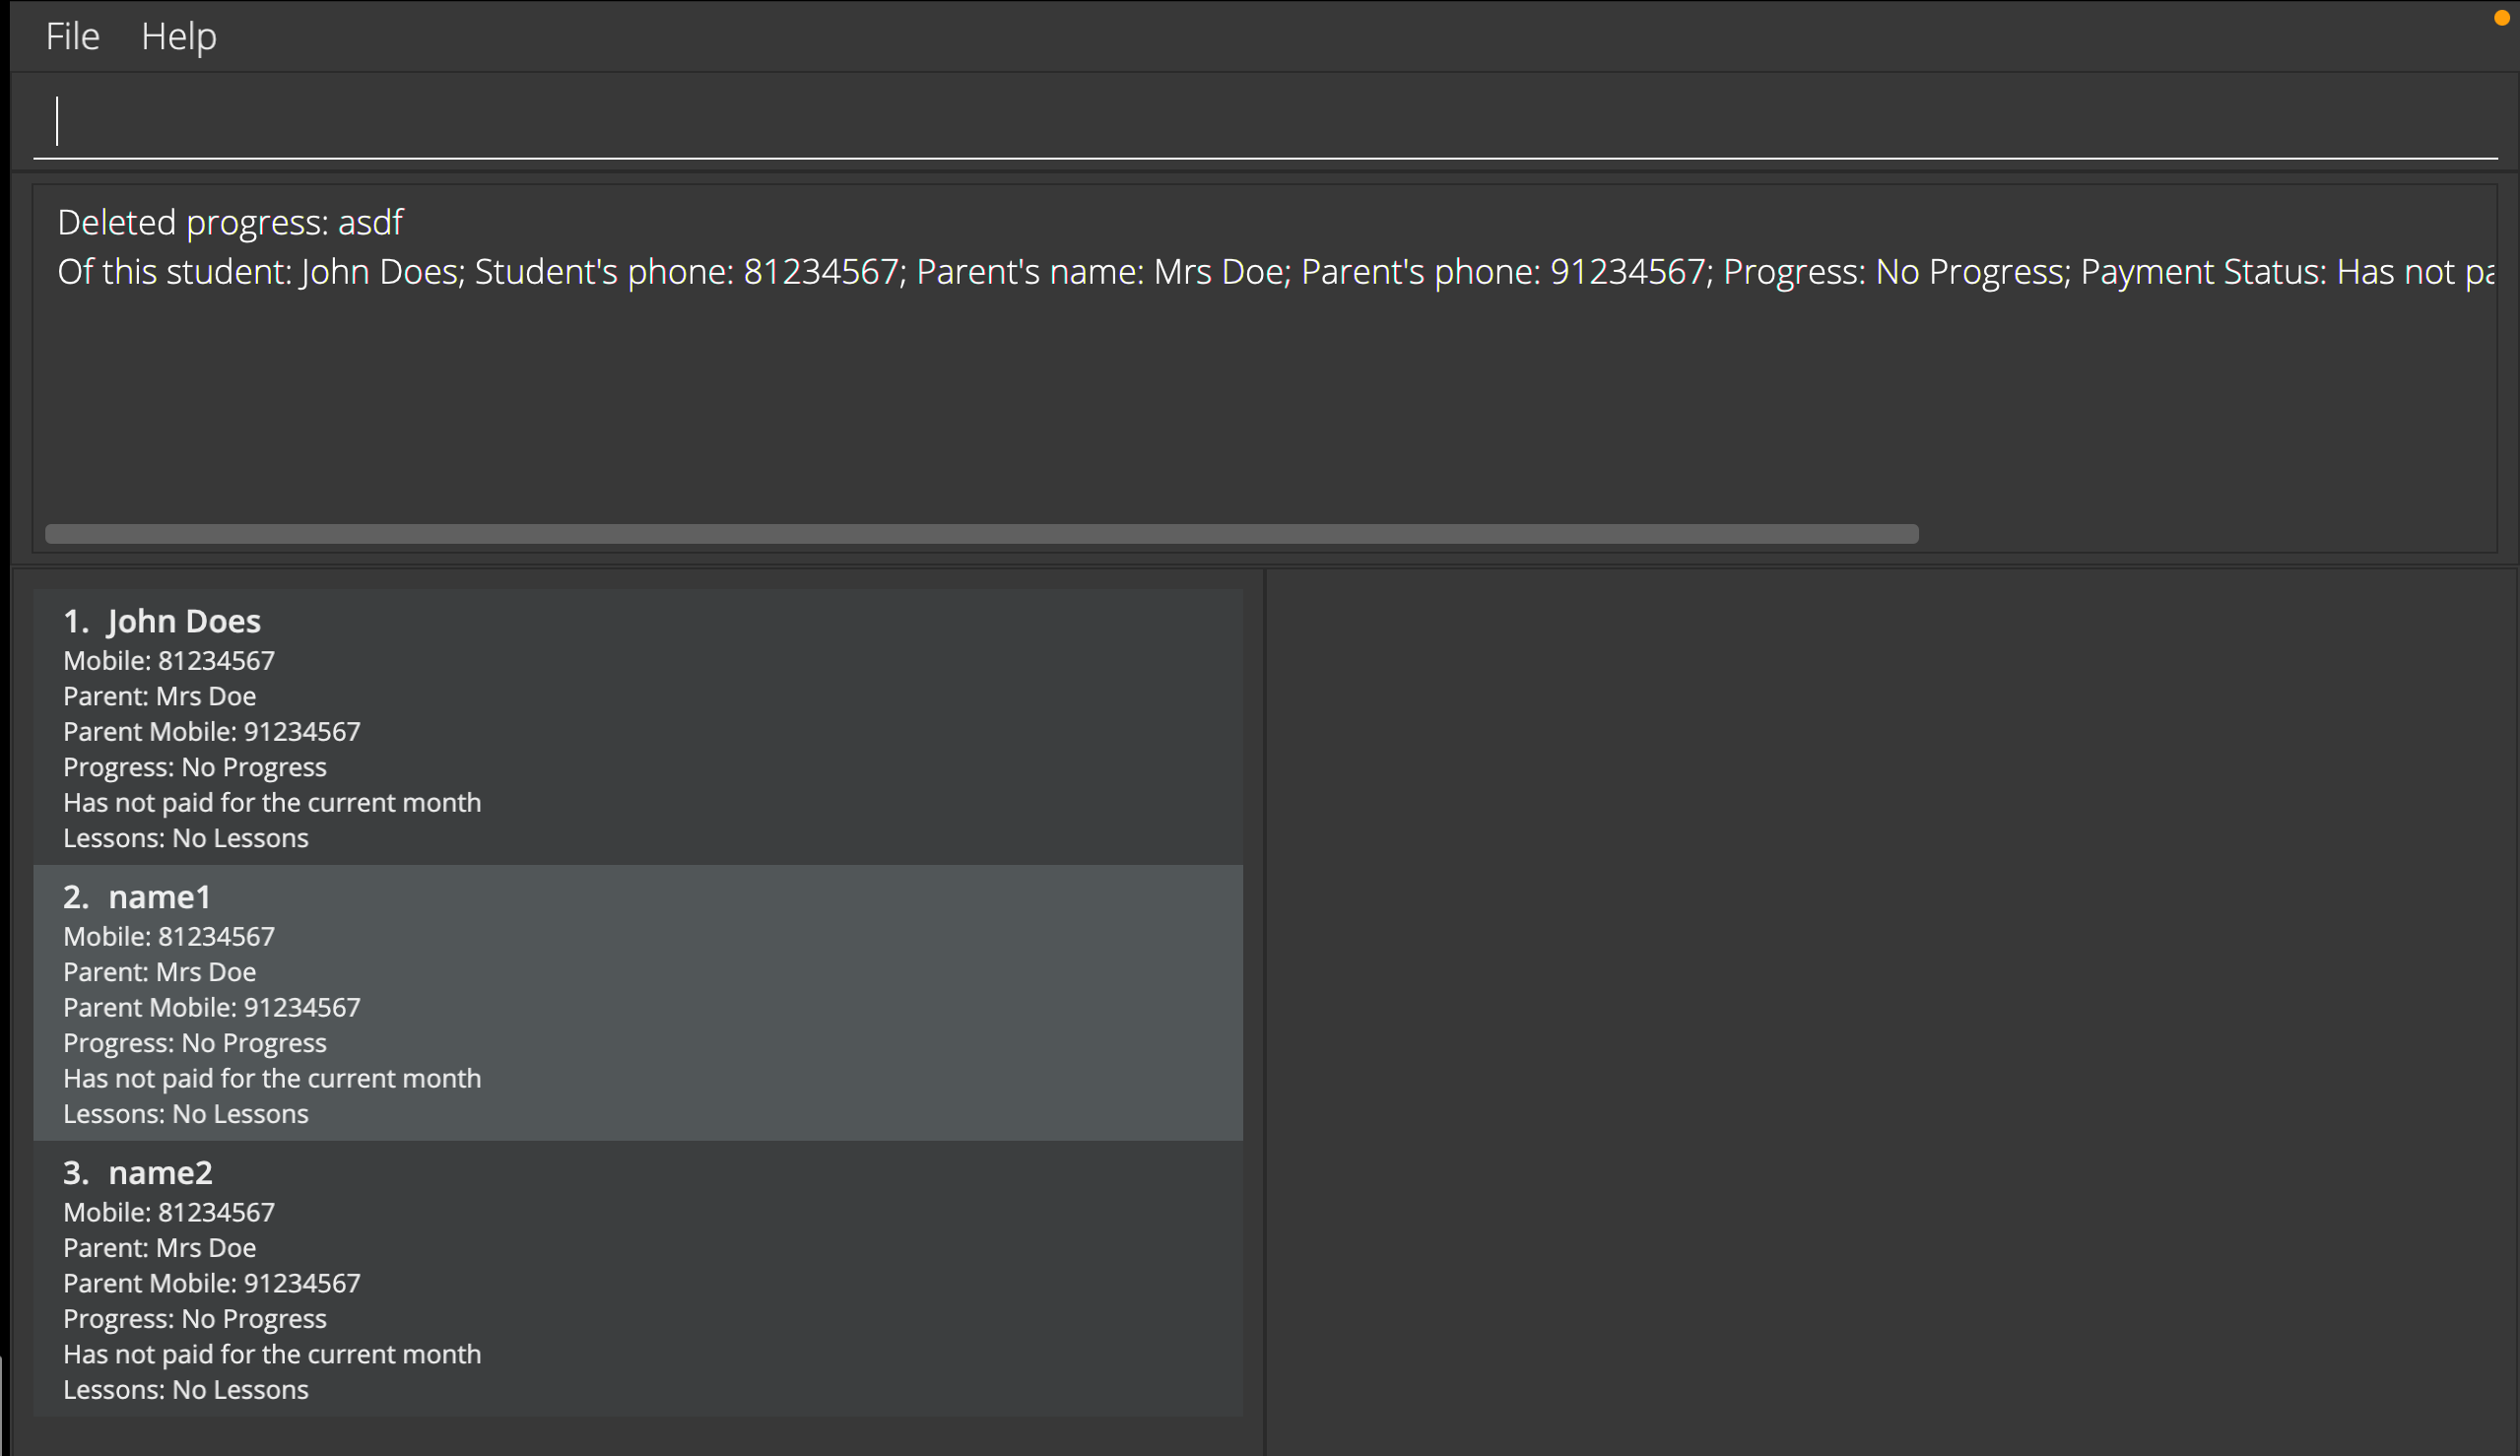 File Help
Deleted progress: asdf
Of this student: John Does; Student's phone: 81234567; Parent's name: Mrs Doe; Parent's phone: 91234567; Progress: No Progress; Payment Status: Has not
1. John Does
Mobile: 81234567
Parent: Mrs Doe
Parent Mobile: 91234567
Progress: No Progress
Has not paid for the current month
Lessons: No Lessons
2. name1
Mobile: 81234567
Parent: Mrs Doe
Parent Mobile: 91234567
Progress: No Progress
Has not paid for the current month
Lessons: No Lessons
3. name2
Mobile: 81234567
Parent: Mrs Doe
Parent Mobile: 91234567
Progress: No Progress
Has not paid for the current month
Lessons: No Lessons